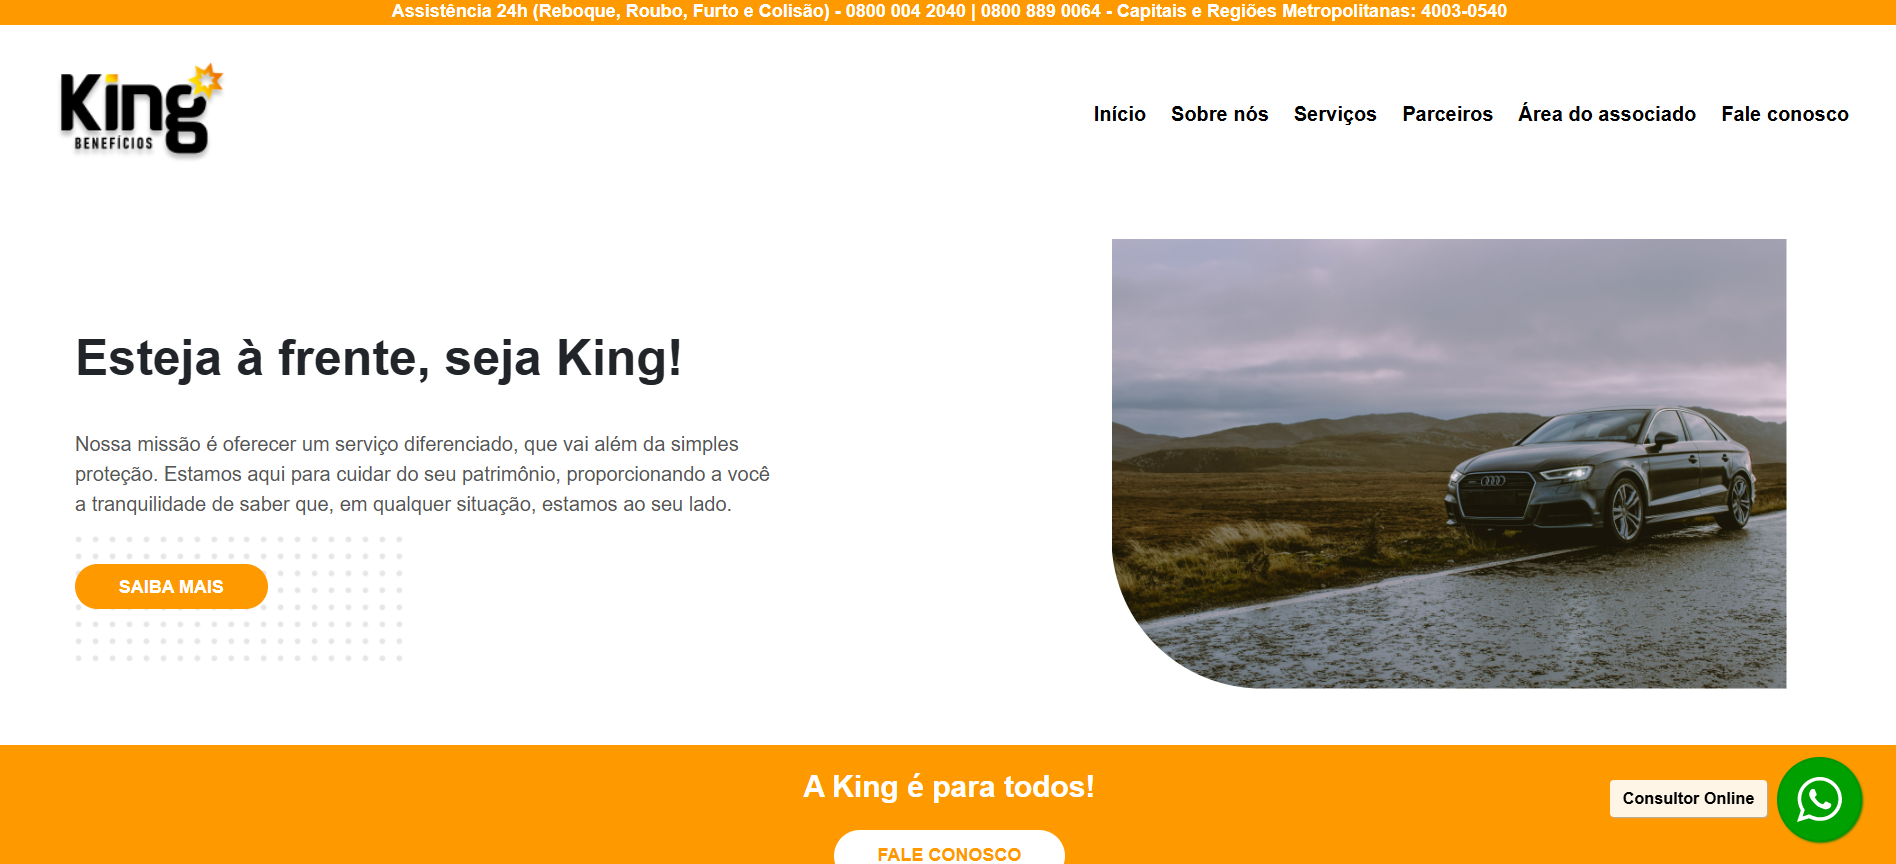 Assistência 24h (Reboque, Roubo, Furto e Colisão) - 0800 004 2040 | 0800 889 0064 - Capitais e Regiões Metropolitanas: 4003-0540
King
BENEFÍCIOS
Início Sobre nós Serviços Parceiros Área do associado Fale conosco
Esteja à frente, seja King!
Nossa missão é oferecer um serviço diferenciado, que vai além da simples
proteção. Estamos aqui para cuidar do seu patrimônio, proporcionando a você
a tranquilidade de saber que, em qualquer situação, estamos ao seu lado.
SAIBA MAIS
A King é para todos!
Consultor Online
FALE CONOSCO